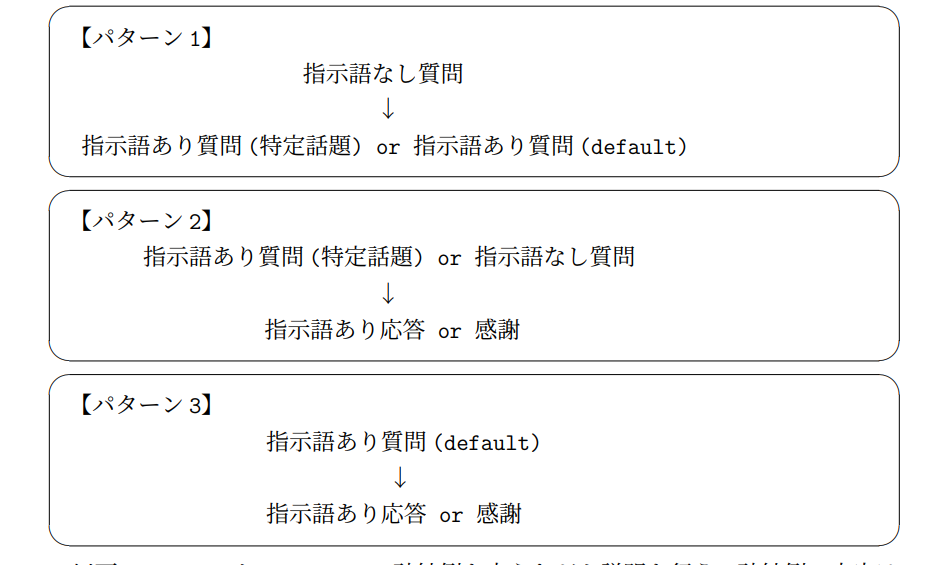 【パターン 1】
指示語なし質問
↓
指示語あり質問(特定話題) or 指示語あり質問(default)
【パターン 2】
指示語あり質問(特定話題) or 指示語なし質問
↓
指示語あり応答 or 感謝
【パターン 3】
指示語あり質問(default)
↓
指示語あり応答 or 感謝